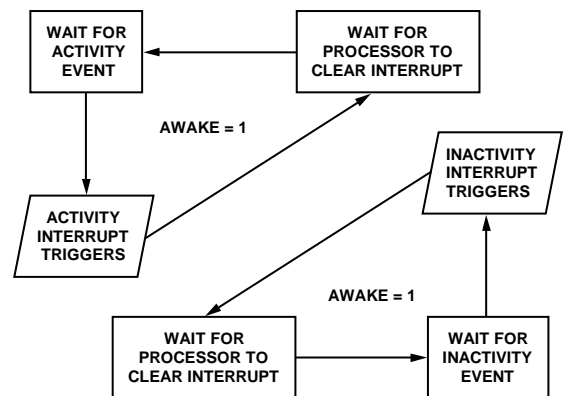 WAIT FOR
ACTIVITY
EVENT
WAIT FOR
PROCESSOR TO
CLEAR INTERRUPT
AWAKE = 1
ACTIVITY
INTERRUPT
TRIGGERS
INACTIVITY
INTERRUPT
TRIGGERS
AWAKE = 1
WAIT FOR
PROCESSOR TO
CLEAR INTERRUPT
WAIT FOR
INACTIVITY
EVENT